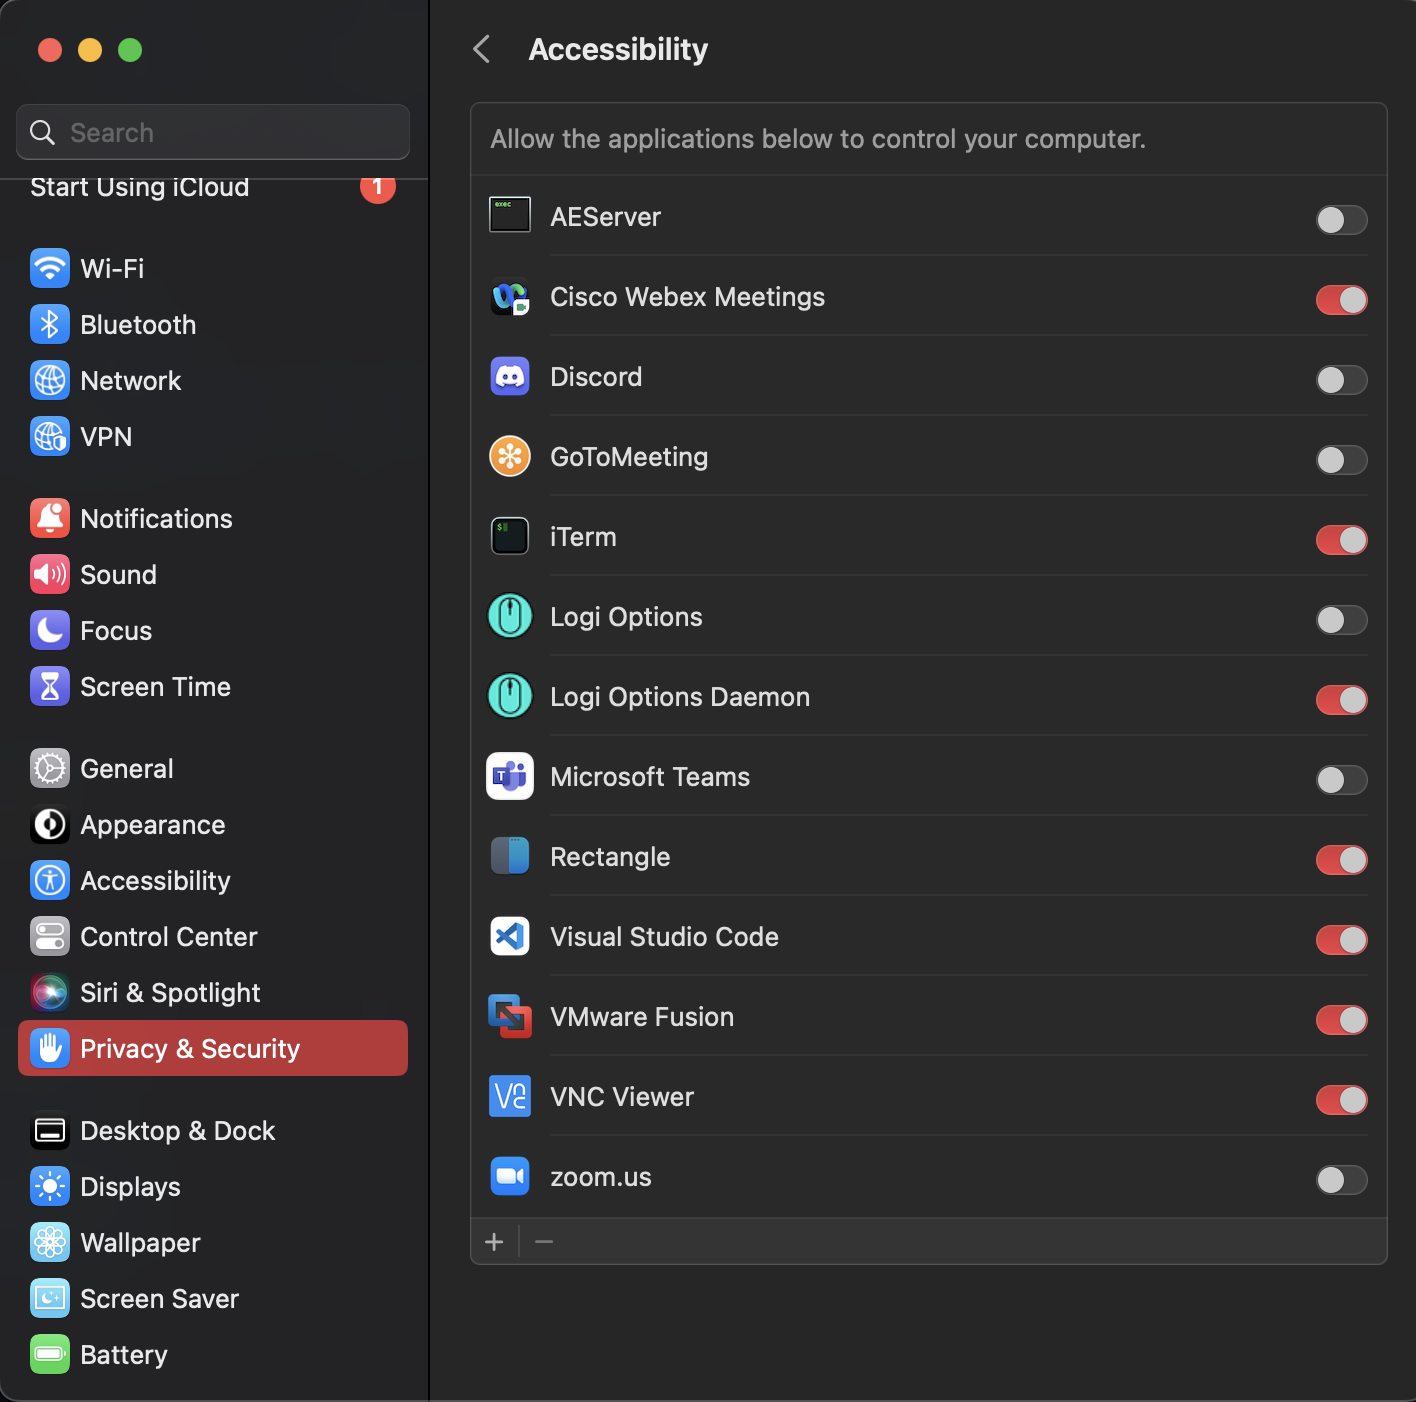 Search
Start Using iCloud
1
Wi-Fi
Bluetooth
Network
VPN
Notifications
Sound
Focus
Screen Time
General
Appearance
Accessibility
Control Center
Siri & Spotlight
Privacy & Security
Desktop & Dock
Displays
Wallpaper
Screen Saver
Battery
Accessibility
Allow the applications below to control your computer.
exec
AEServer
Cisco Webex Meetings
Discord
GoToMeeting
$
iTerm
Logi Options
Logi Options Daemon
T
Microsoft Teams
Rectangle
Visual Studio Code
VMware Fusion
V2
VNC Viewer
zoom.us